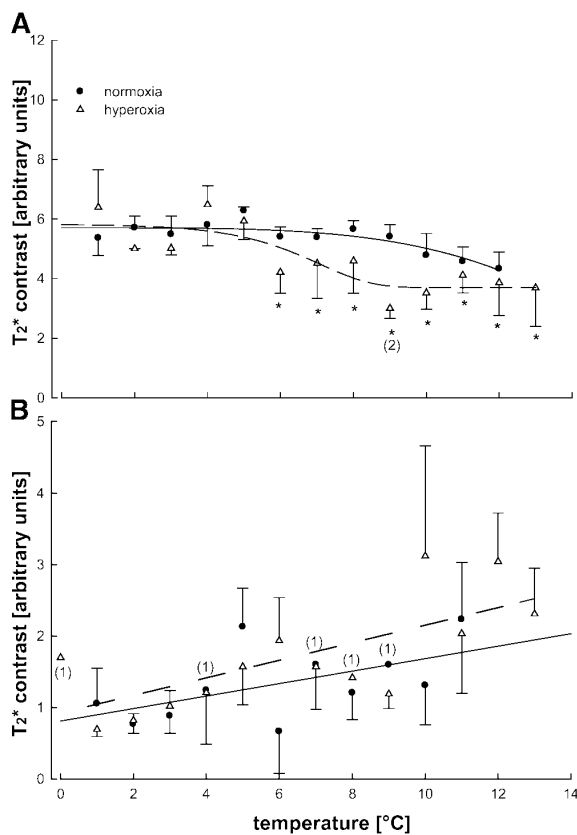 A
12
10
8
6
4
2
0
T2* contrast [arbitrary units]
normoxia
hyperoxia
* * * * * * * *
(2)
B
5
4
3
2
1
0
T2* contrast [arbitrary units]
(1) (1) (1) (1) (1)
0 2 4 6 8 10 12 14
temperature [°C]